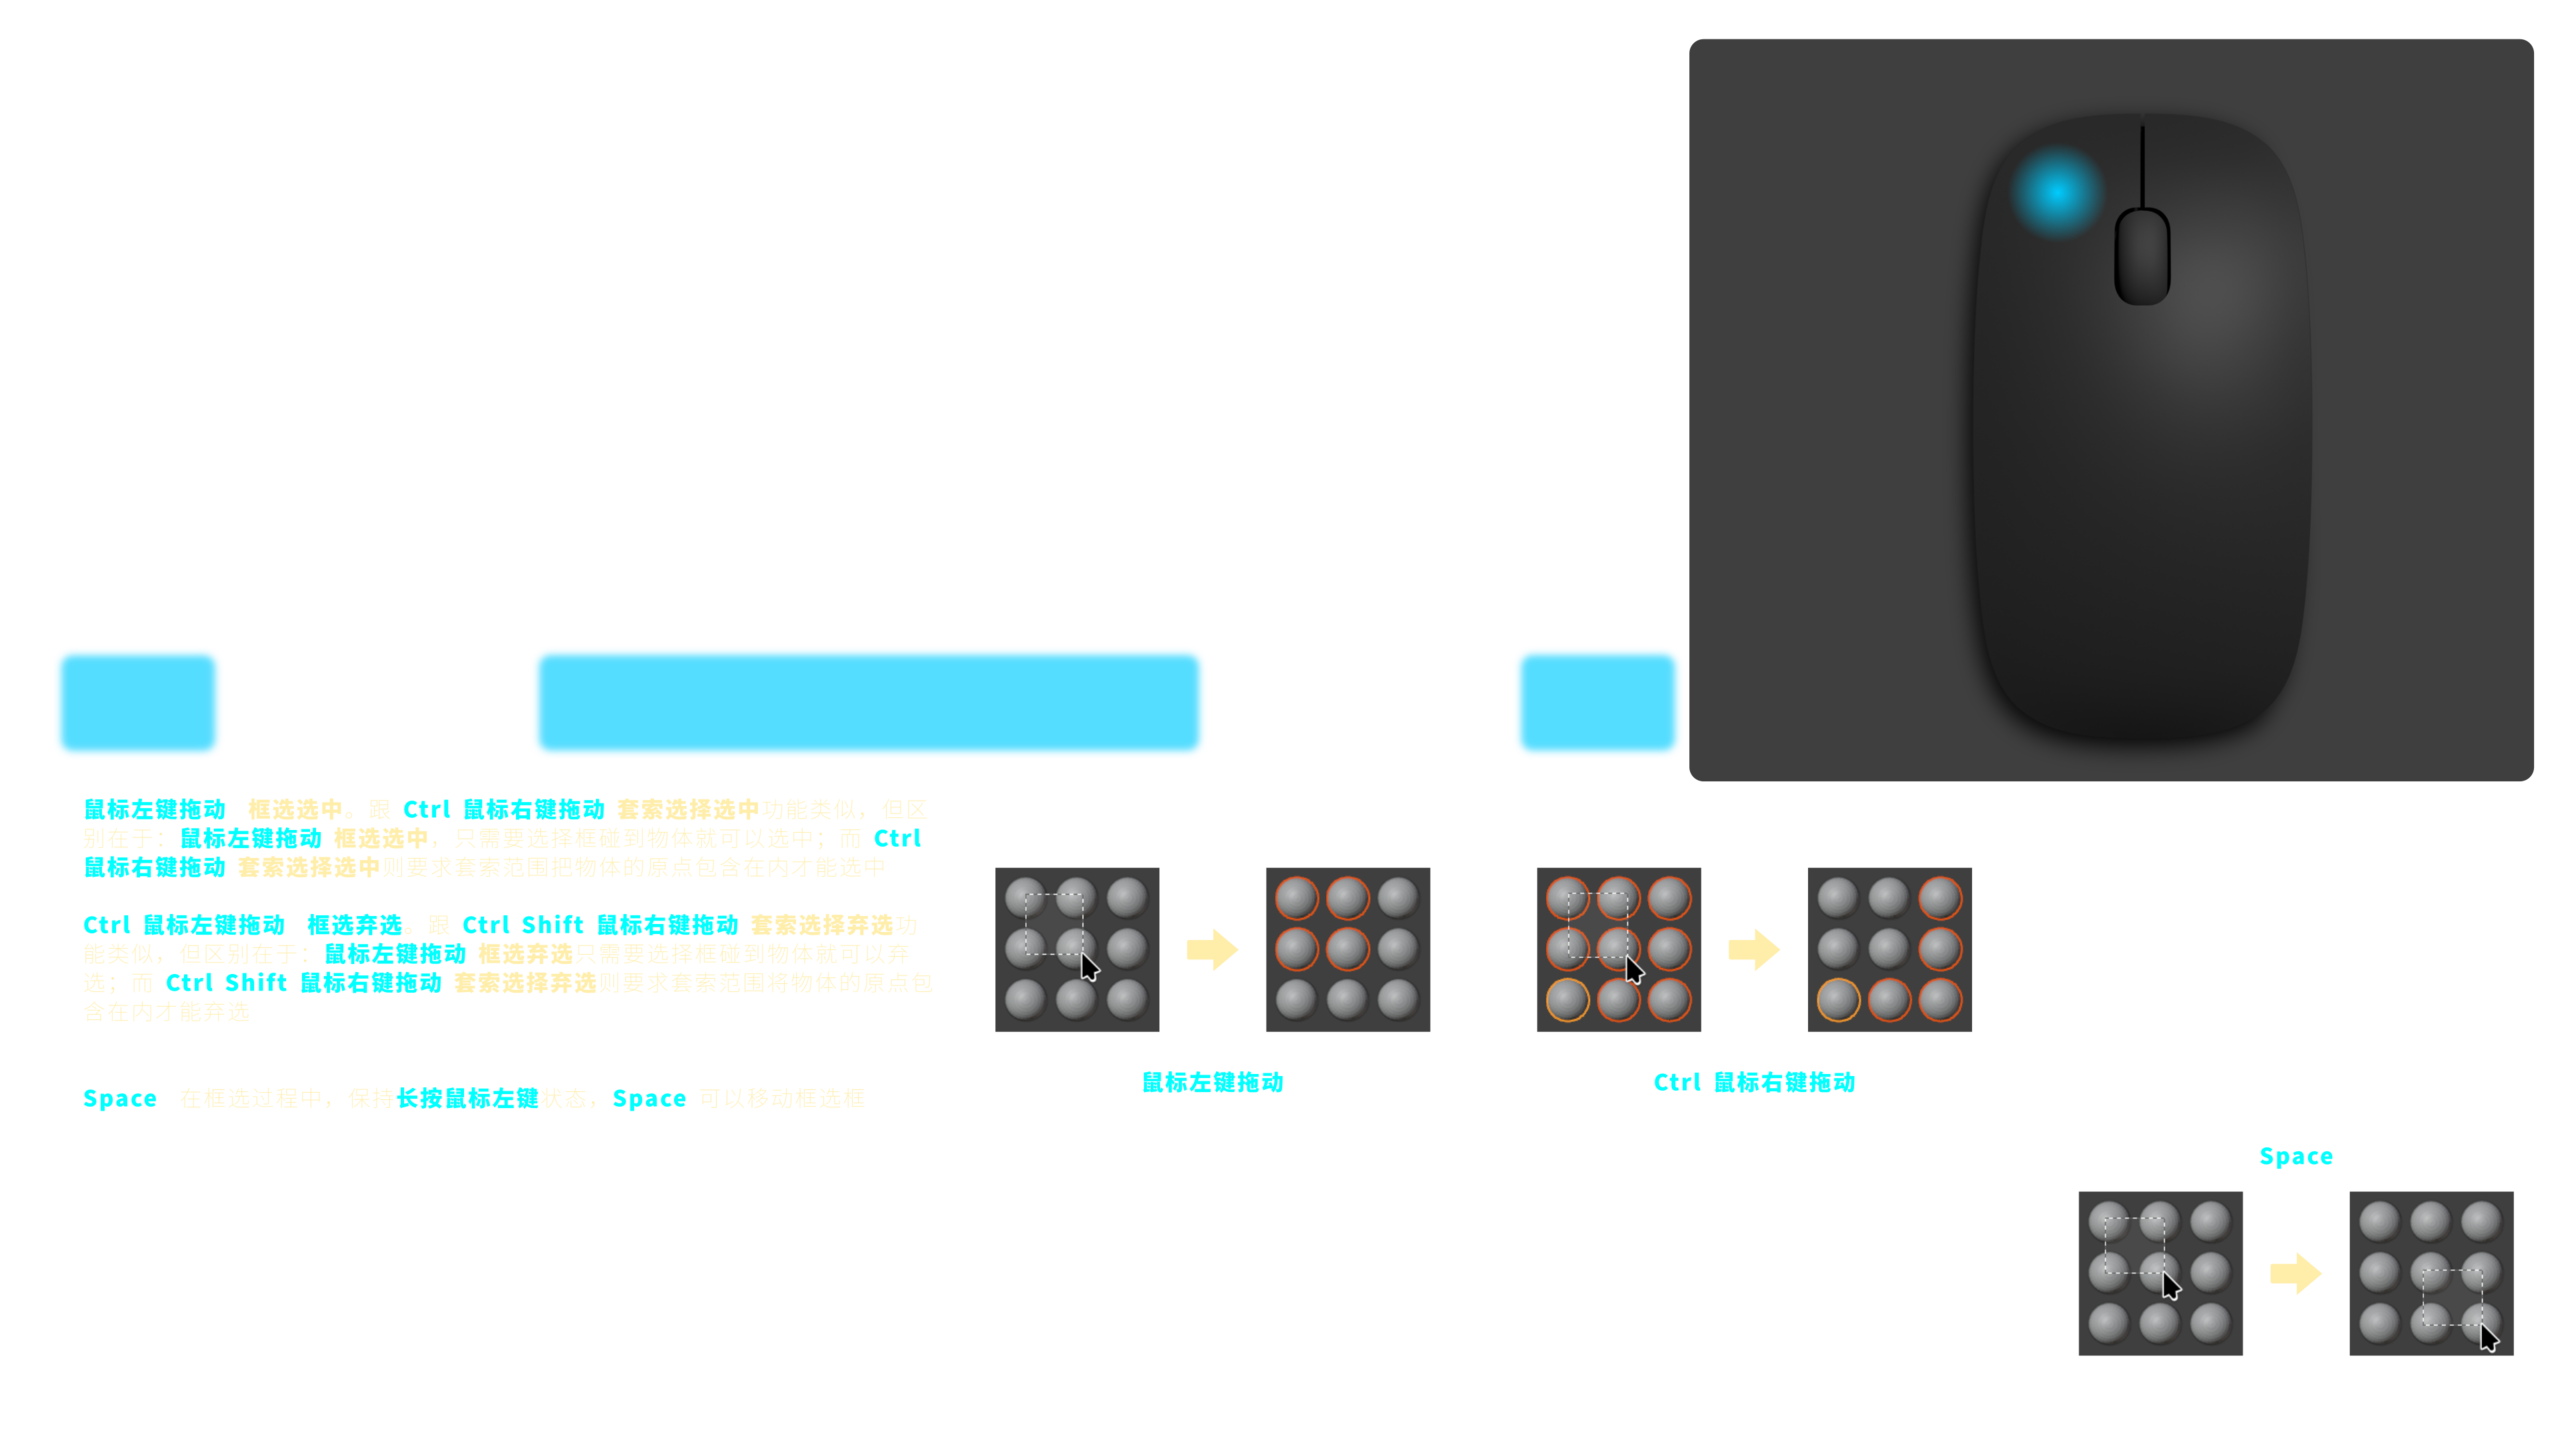 鼠标左键拖动 框选选中。跟 Ctrl 鼠标右键拖动 套索选择选中功能类似，但区
别在于：鼠标左键拖动 框选选中，只需要选择框碰到物体就可以选中；而 Ctrl
鼠标右键拖动 套索选择选中则要求套索范围把物体的原点包含在内才能选中
Ctrl 鼠标左键拖动 框选弃选。跟 Ctrl Shift 鼠标右键拖动 套索选择弃选功
能类似，但区别在于：鼠标左键拖动 框选弃选只需要选择框碰到物体就可以弃
选；而 Ctrl Shift 鼠标右键拖动 套索选择弃选则要求套索范围将物体的原点包
含在内才能弃选
Space 在框选过程中，保持长按鼠标左键状态，Space 可以移动框选框
鼠标左键拖动
Ctrl 鼠标右键拖动
Space